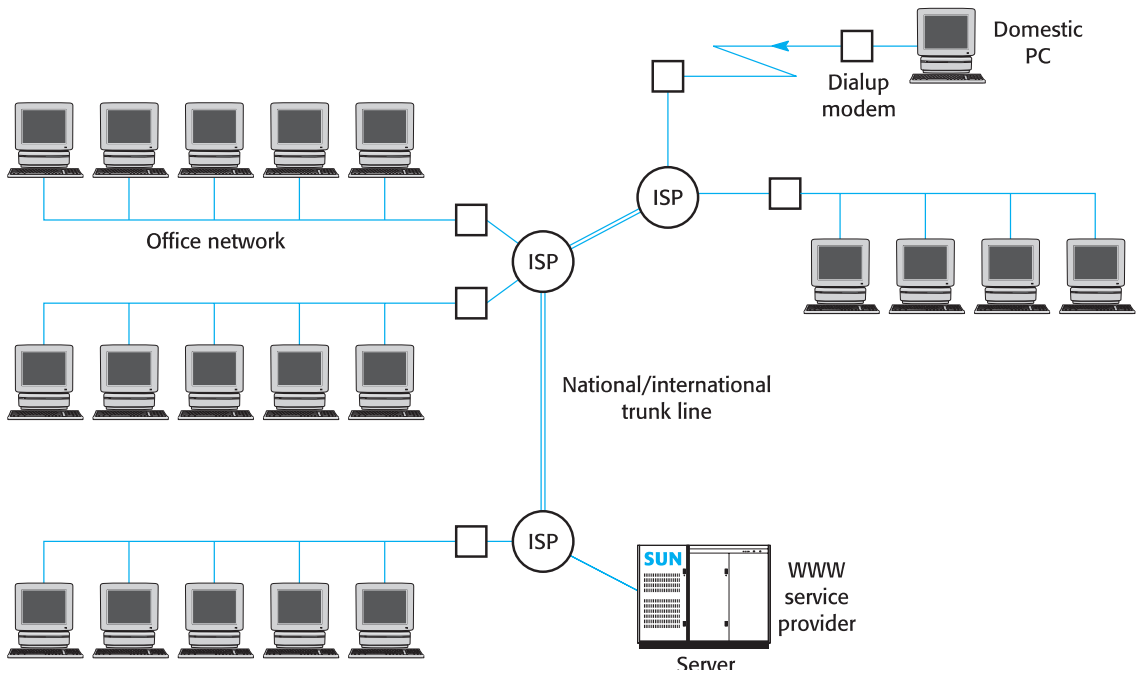 Domestic
PC
Dialup
modem
ISP
Office network
ISP
National/international
trunk line
ISP
SUN
WWW
service
provider
Server